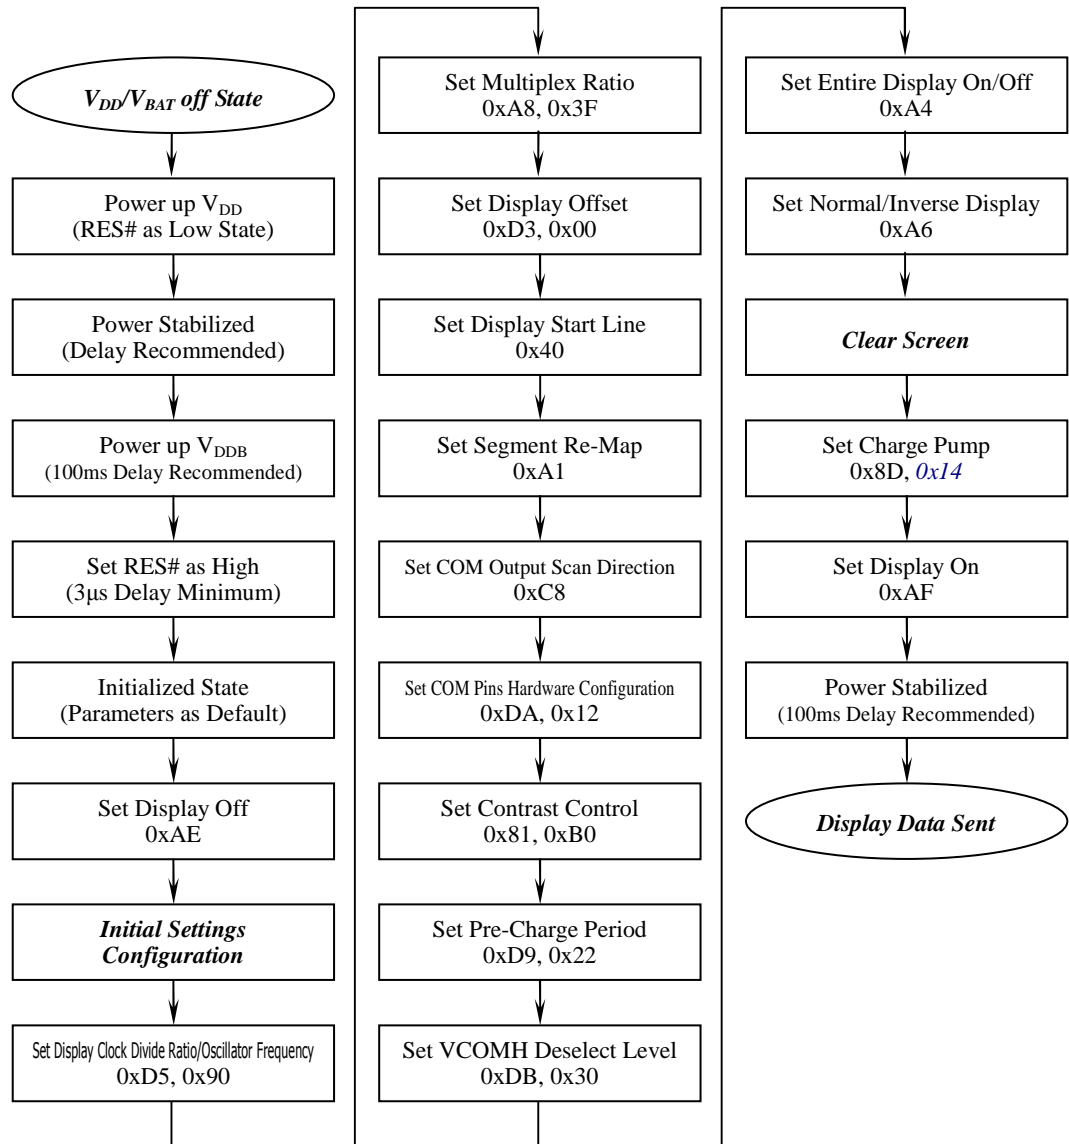 V_DD/V_BAT off State
Power up V_DD
(RES# as Low State)
Power Stabilized
(Delay Recommended)
Power up V_DDB
(100ms Delay Recommended)
Set RES# as High
(3μs Delay Minimum)
Initialized State
(Parameters as Default)
Set Display Off
0xAE
Initial Settings
Configuration
Set Display Clock Divide Ratio/Oscillator Frequency
0xD5, 0x90
Set Multiplex Ratio
0xA8, 0x3F
Set Display Offset
0xD3, 0x00
Set Display Start Line
0x40
Set Segment Re-Map
0xA1
Set COM Output Scan Direction
0xC8
Set COM Pins Hardware Configuration
0xDA, 0x12
Set Contrast Control
0x81, 0xB0
Set Pre-Charge Period
0xD9, 0x22
Set VCOMH Deselect Level
0xDB, 0x30
Set Entire Display On/Off
0xA4
Set Normal/Inverse Display
0xA6
Clear Screen
Set Charge Pump
0x8D, 0x14
Set Display On
0xAF
Power Stabilized
(100ms Delay Recommended)
Display Data Sent